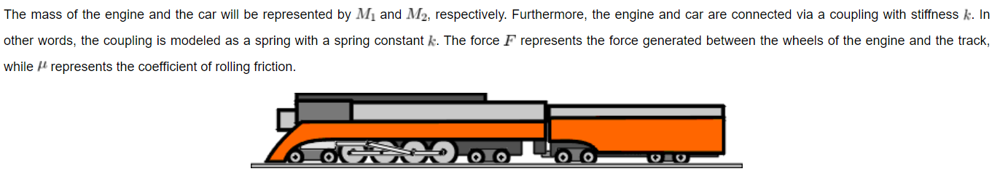 The mass of the engine and the car will be represented by M₁ and M₂, respectively. Furthermore, the engine and car are connected via a coupling with stiffness k. In
other words, the coupling is modeled as a spring with a spring constant k. The force F represents the force generated between the wheels of the engine and the track,
while μ represents the coefficient of rolling friction.